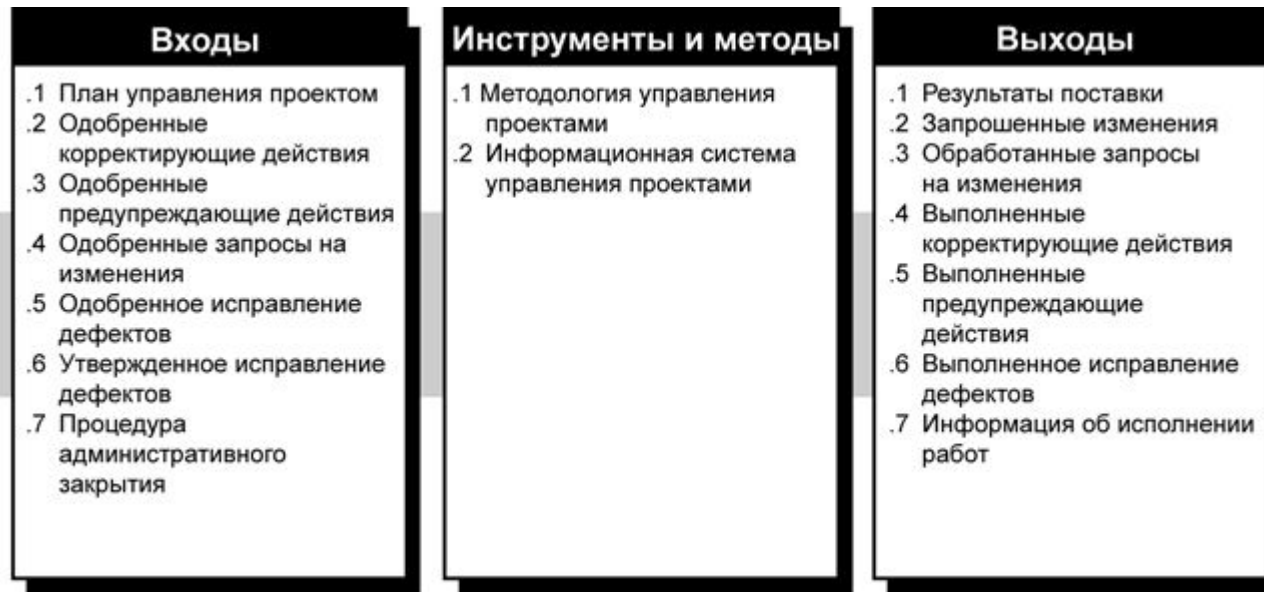 Входы
.1 План управления проектом
.2 Одобренные
корректирующие действия
.3 Одобренные
предупреждающие действия
.4 Одобренные запросы на
изменения
.5 Одобренное исправление
дефектов
.6 Утвержденное исправление
дефектов
.7 Процедура
административного
закрытия
Инструменты и методы
.1 Методология управления
проектами
.2 Информационная система
управления проектами
Выходы
.1 Результаты поставки
.2 Запрошенные изменения
.3 Обработанные запросы
на изменения
.4 Выполненные
корректирующие действия
.5 Выполненные
предупреждающие
действия
.6 Выполненное исправление
дефектов
.7 Информация об исполнении
работ